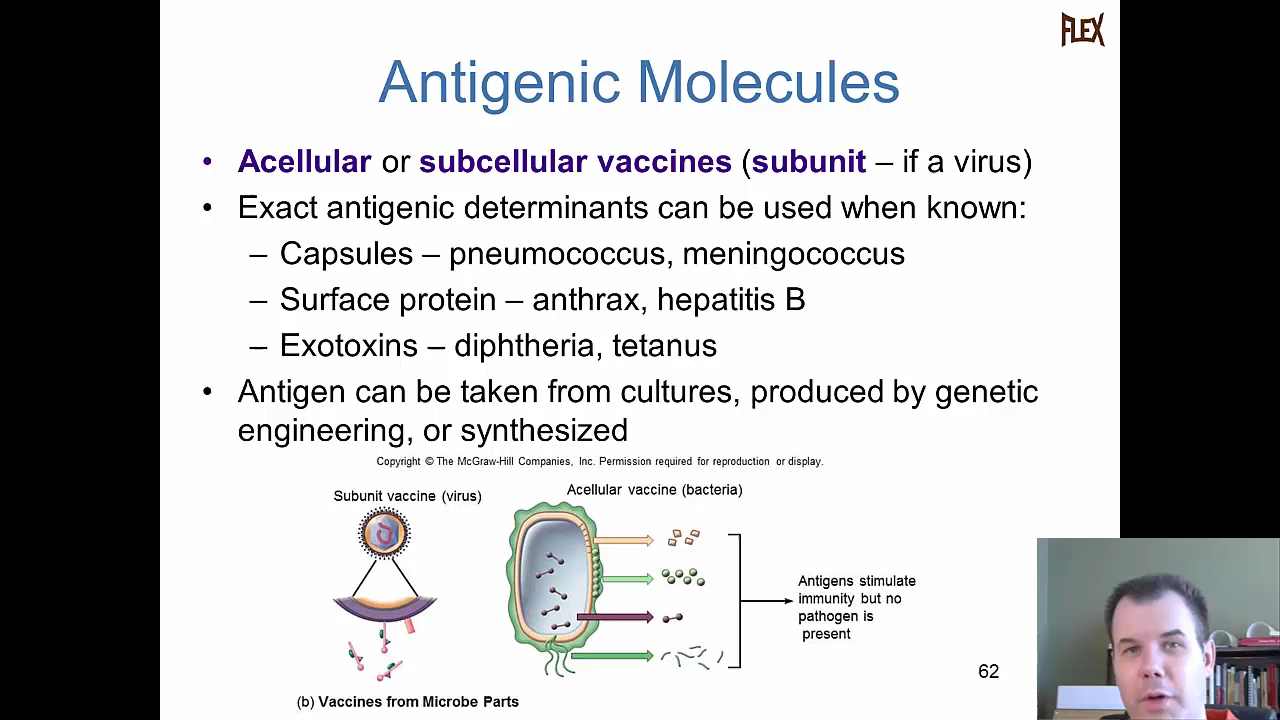 FLEX
Antigenic Molecules
• Acellular or subcellular vaccines (subunit – if a virus)
• Exact antigenic determinants can be used when known:
– Capsules – pneumococcus, meningococcus
– Surface protein – anthrax, hepatitis B
– Exotoxins – diphtheria, tetanus
• Antigen can be taken from cultures, produced by genetic
engineering, or synthesized
Copyright © The McGraw-Hill Companies, Inc. Permission required for reproduction or display.
Subunit vaccine (virus)
Acellular vaccine (bacteria)
Antigens stimulate
immunity but no
pathogen is
present
62
(b) Vaccines from Microbe Parts